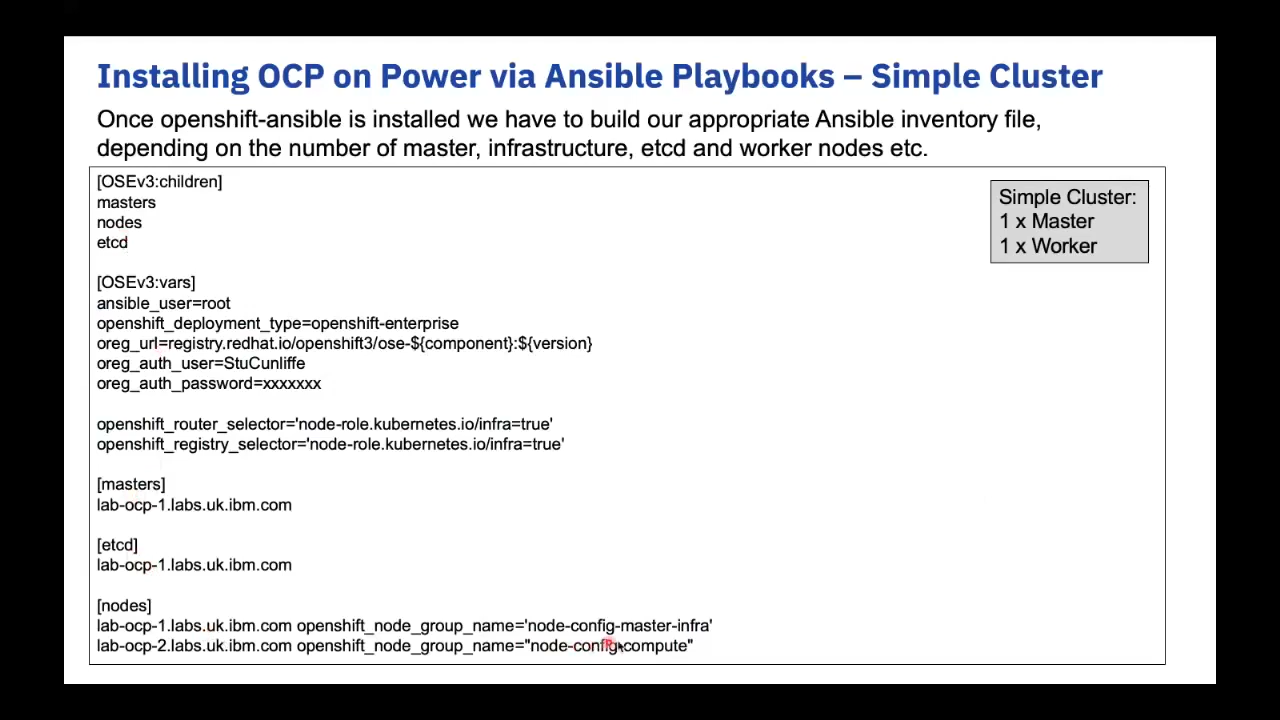 Installing OCP on Power via Ansible Playbooks – Simple Cluster
Once openshift-ansible is installed we have to build our appropriate Ansible inventory file,
depending on the number of master, infrastructure, etcd and worker nodes etc.
[OSEv3:children]
masters
nodes
etcd
[OSEv3:vars]
ansible_user=root
openshift_deployment_type=openshift-enterprise
oreg_url=registry.redhat.io/openshift3/ose-${component}:${version}
oreg_auth_user=StuCunliffe
oreg_auth_password=xxxxxxx
openshift_router_selector='node-role.kubernetes.io/infra=true'
openshift_registry_selector='node-role.kubernetes.io/infra=true'
[masters]
lab-ocp-1.labs.uk.ibm.com
[etcd]
lab-ocp-1.labs.uk.ibm.com
[nodes]
lab-ocp-1.labs.uk.ibm.com openshift_node_group_name='node-config-master-infra'
lab-ocp-2.labs.uk.ibm.com openshift_node_group_name="node-config-compute"
Simple Cluster:
1 x Master
1 x Worker